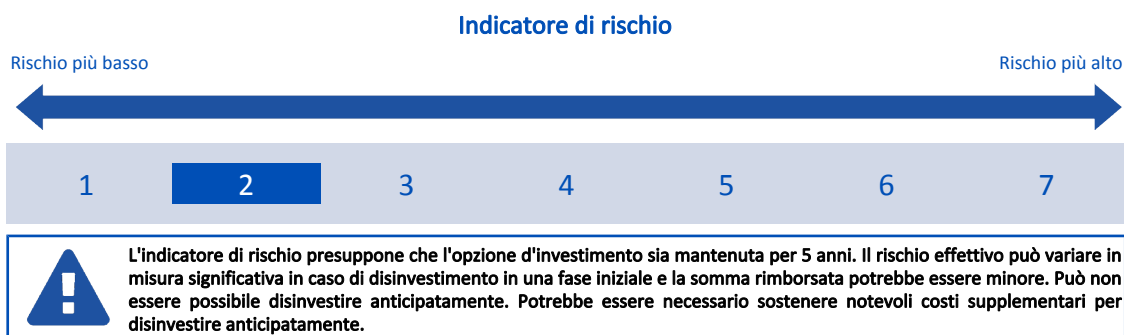 Indicatore di rischio
Rischio più basso
Rischio più alto
1 2 3 4 5 6 7
L'indicatore di rischio presuppone che l'opzione d'investimento sia mantenuta per 5 anni. Il rischio effettivo può variare in
misura significativa in caso di disinvestimento in una fase iniziale e la somma rimborsata potrebbe essere minore. Può non
essere possibile disinvestire anticipatamente. Potrebbe essere necessario sostenere notevoli costi supplementari per
disinvestire anticipatamente.